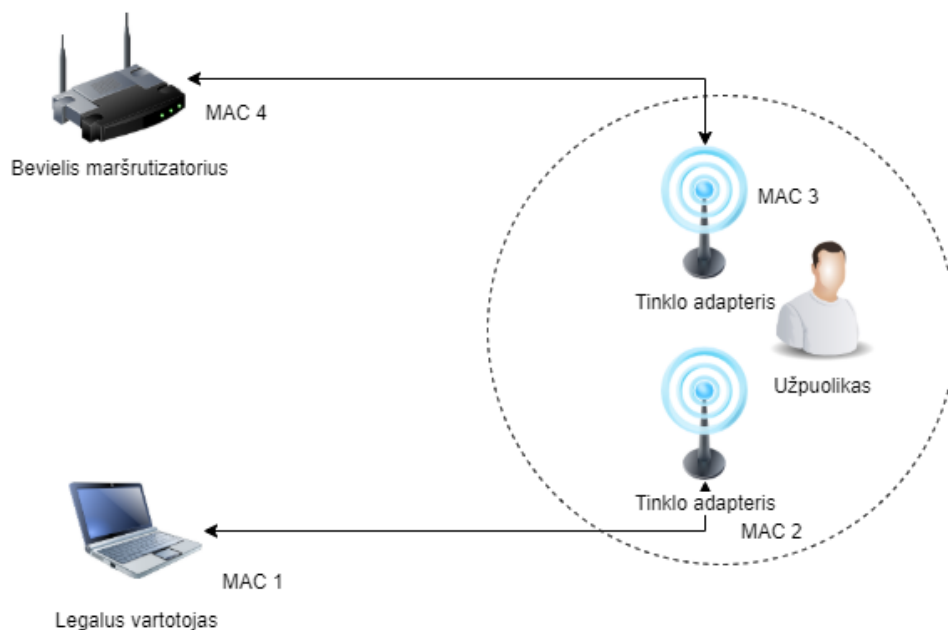 MAC 4
Bevielis maršrutizatorius
MAC 3
Tinklo adapteris
Užpuolikas
Tinklo adapteris
MAC 2
MAC 1
Legalus vartotojas